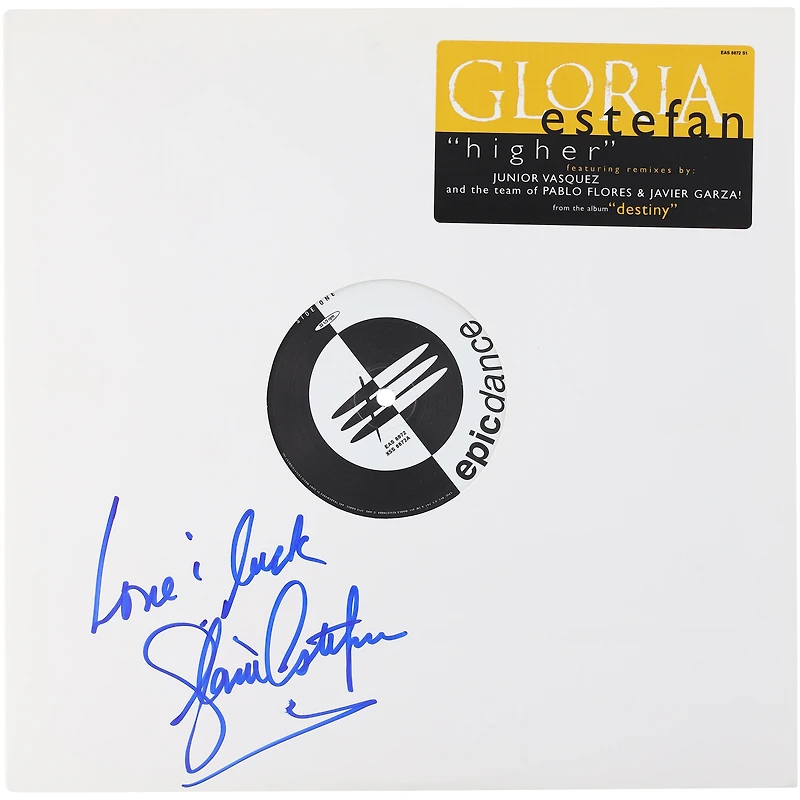 EAS 8872 S1
GLORIA
estefan
"higher"
featuring remixes by:
JUNIOR VASQUEZ
and the team of PABLO FLORES & JAVIER GARZA!
from the album "destiny"
SIDE ONE
epicdance
EAS 8872
XSS 8872A
Love i luck
Gloria Estefan